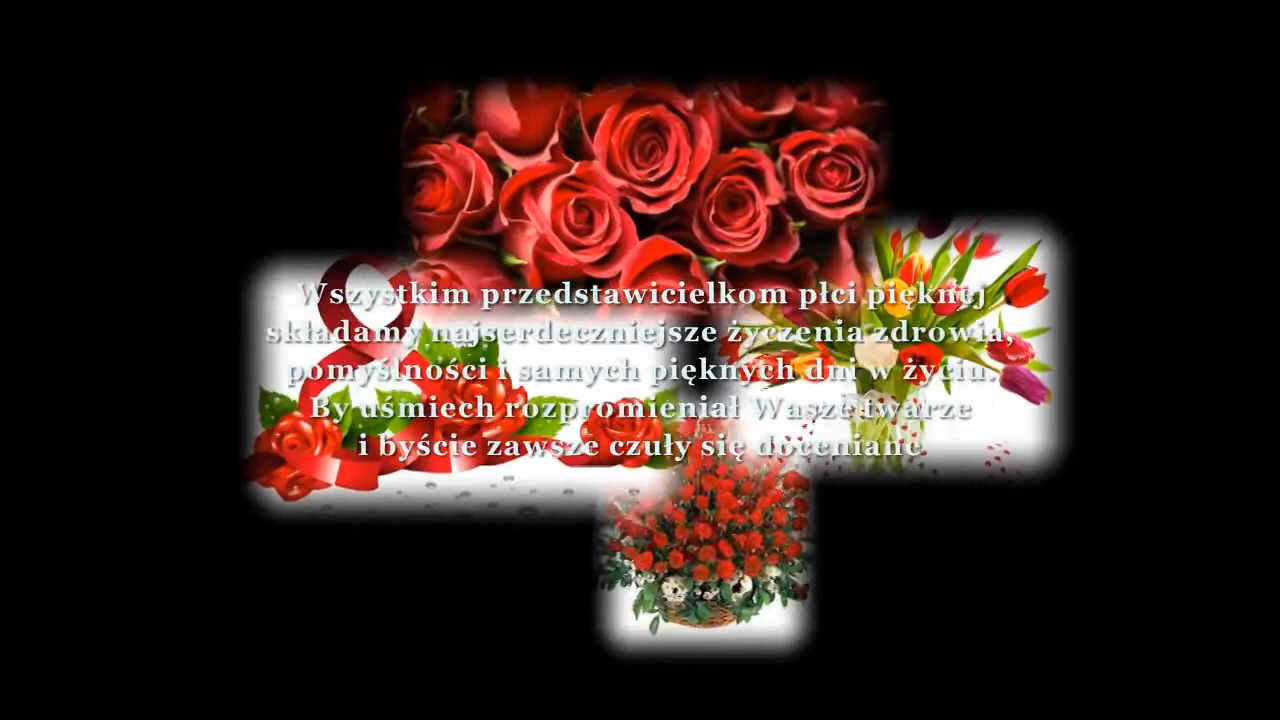 Wszystkim przedstawicielkom płci pięknej
składamy najserdeczniejsze życzenia zdrowia,
pomyślności i samych pięknych dni w życiu.
By uśmiech rozpromieniał Wasze twarze
i byście zawsze czuły się doceniane